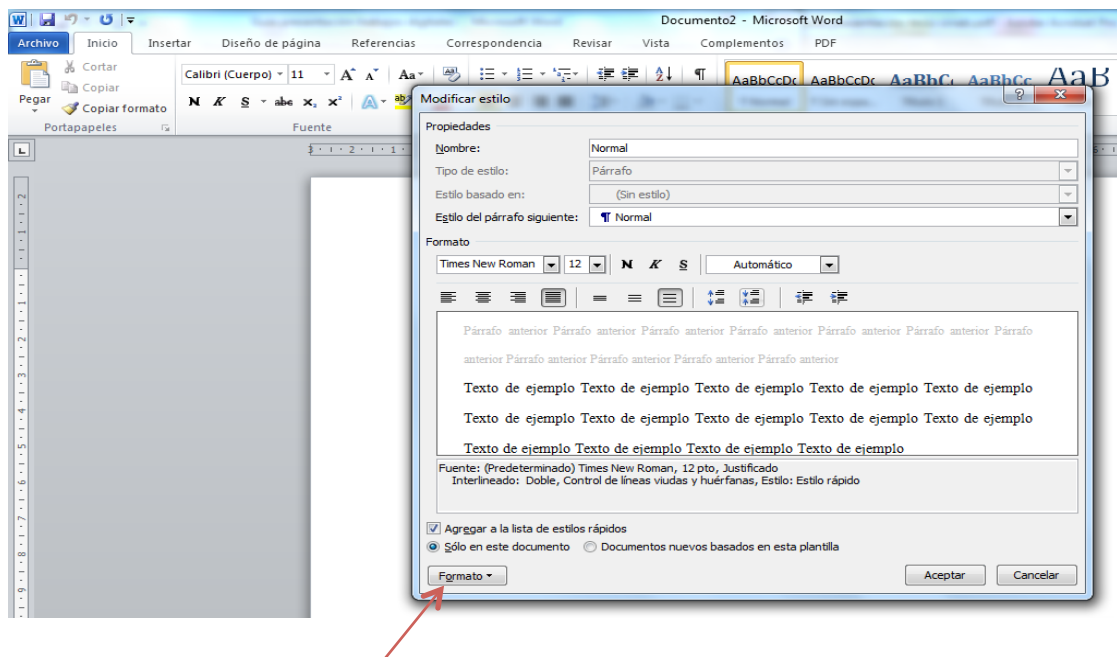 Documento2 - Microsoft Word
Archivo Inicio Insertar Diseño de página Referencias Correspondencia Revisar Vista Complementos PDF
Cortar
Copiar
Pegar
Copiar formato
Calibri (Cuerpo) 11 A A Aa
N K S abc x₂ x² A ab
AaBbCcDc AaBbCcDc AaBbC AaBbCc AaB
Portapapeles Fuente
Modificar estilo
Propiedades
Nombre: Normal
Tipo de estilo: Párrafo
Estilo basado en: (Sin estilo)
Estilo del párrafo siguiente: ¶ Normal
Formato
Times New Roman 12 N K S Automático
Párrafo anterior Párrafo anterior Párrafo anterior Párrafo anterior Párrafo anterior Párrafo anterior Párrafo
anterior Párrafo anterior Párrafo anterior Párrafo anterior Párrafo anterior
Texto de ejemplo Texto de ejemplo Texto de ejemplo Texto de ejemplo Texto de ejemplo
Texto de ejemplo Texto de ejemplo Texto de ejemplo Texto de ejemplo Texto de ejemplo
Texto de ejemplo Texto de ejemplo Texto de ejemplo Texto de ejemplo
Fuente: (Predeterminado) Times New Roman, 12 pto, Justificado
Interlineado: Doble, Control de líneas viudas y huérfanas, Estilo: Estilo rápido
Agregar a la lista de estilos rápidos
Sólo en este documento Documentos nuevos basados en esta plantilla
Formato Aceptar Cancelar